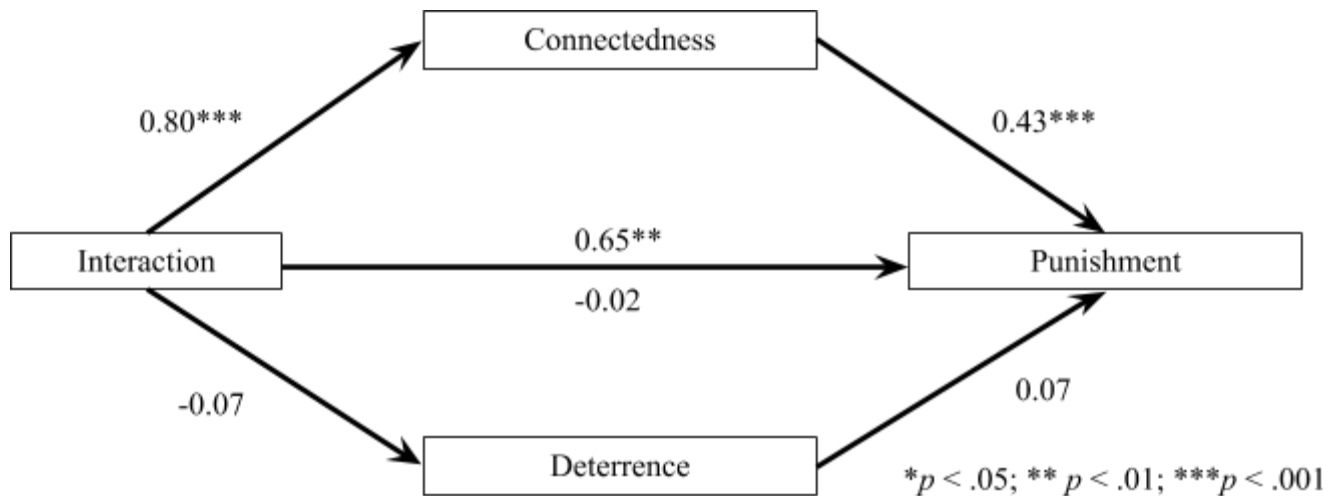 Connectedness
0.80***
0.43***
0.65**
Interaction
Punishment
-0.02
-0.07
0.07
Deterrence
*p < .05; ** p < .01; ***p < .001